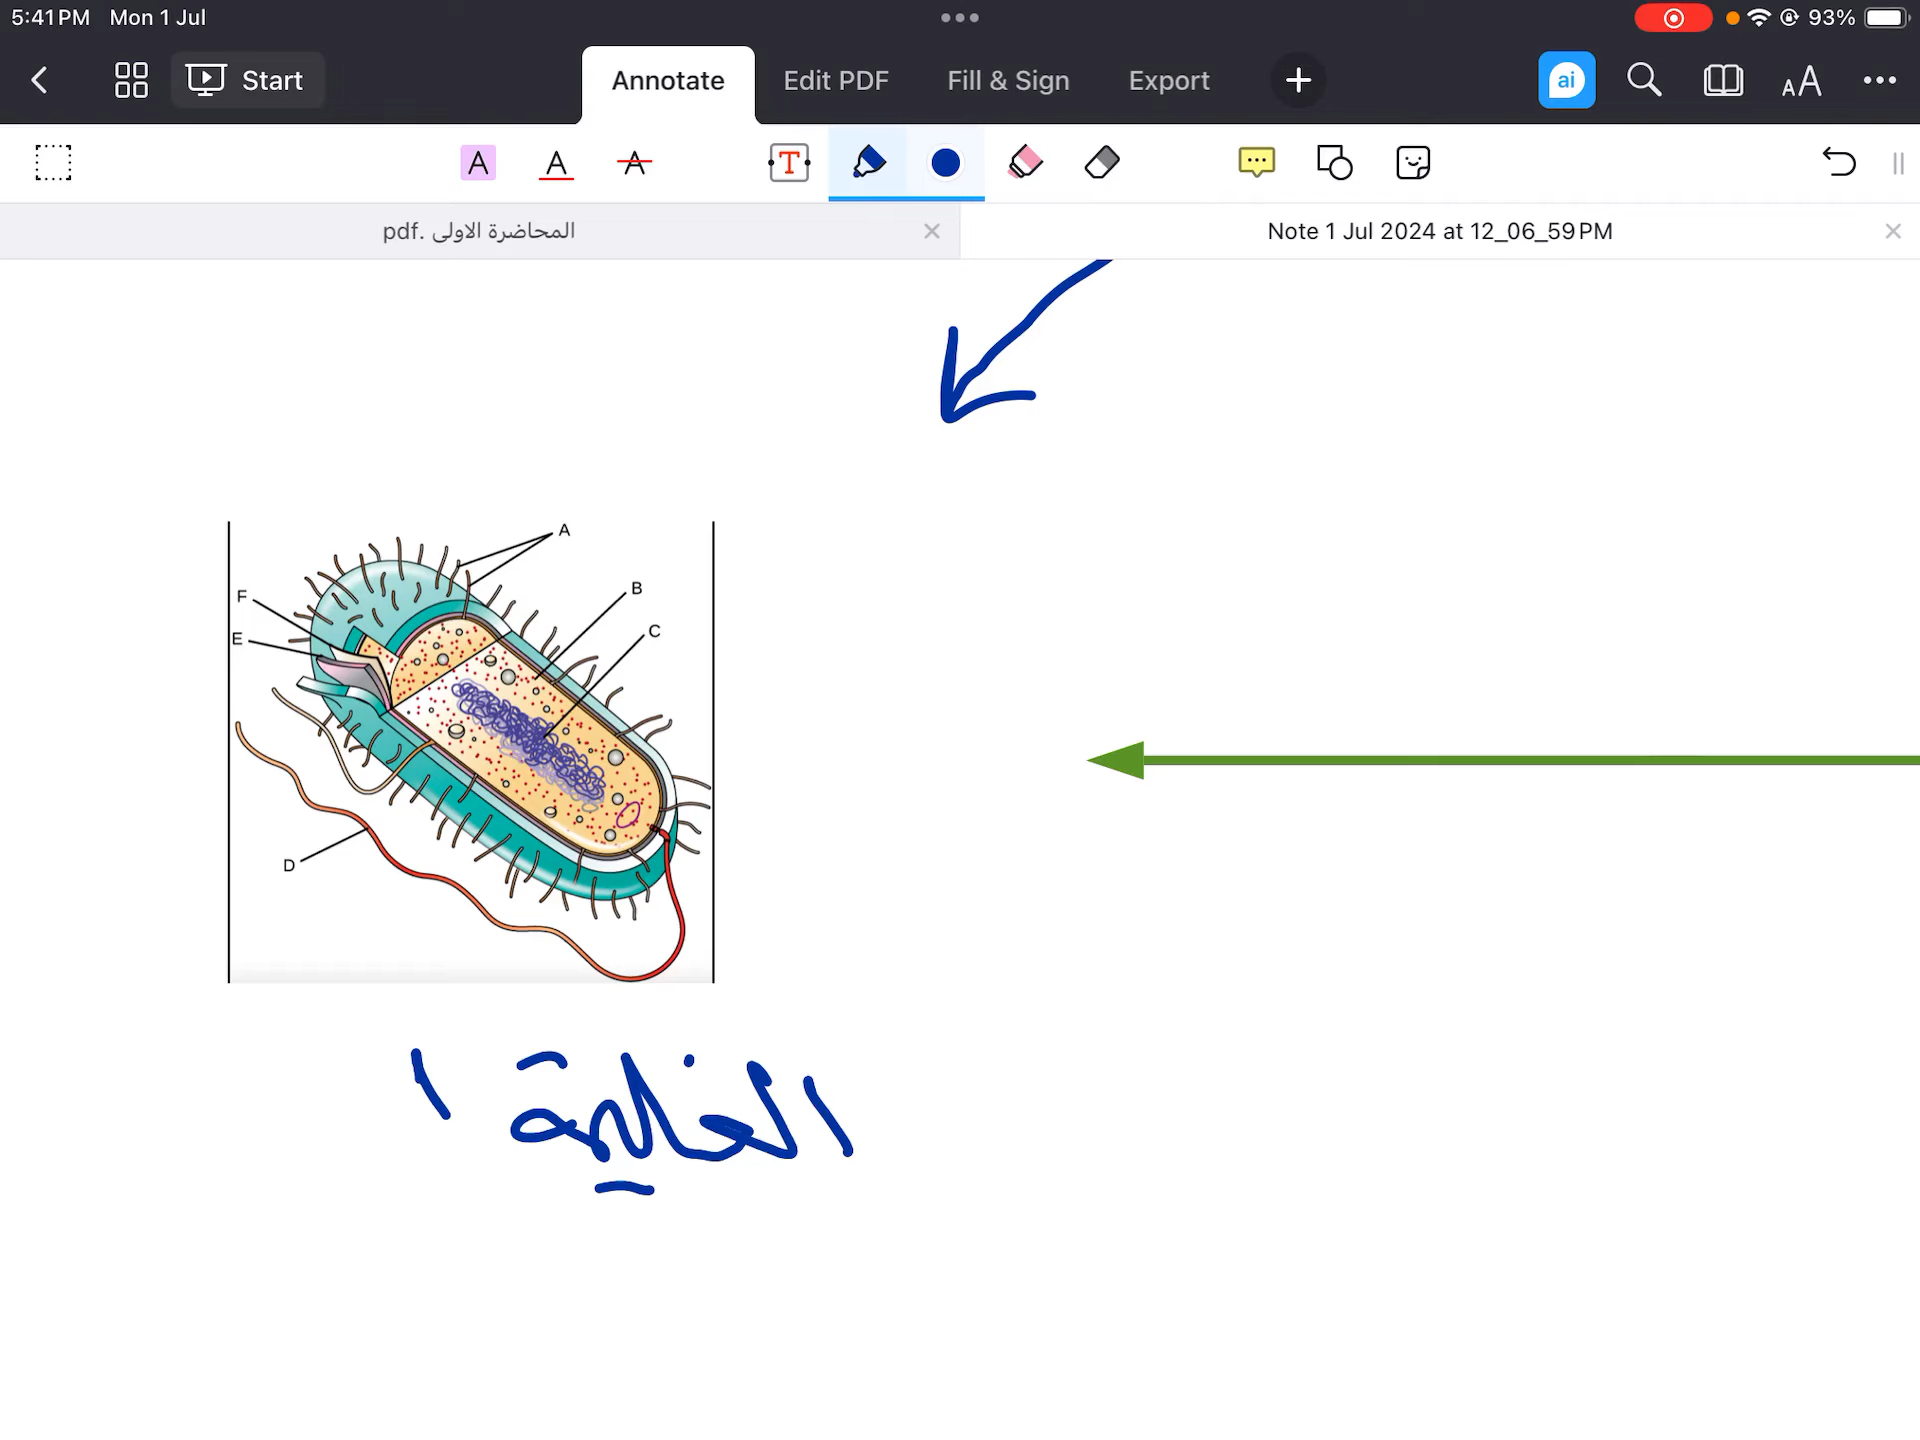 5:41 PM Mon 1 Jul 93%
Start Annotate Edit PDF Fill & Sign Export ai AA
A A A T
المحاضرة الاولى .pdf
Note 1 Jul 2024 at 12_06_59 PM
A
B
F
C
E
D
الخلية ١